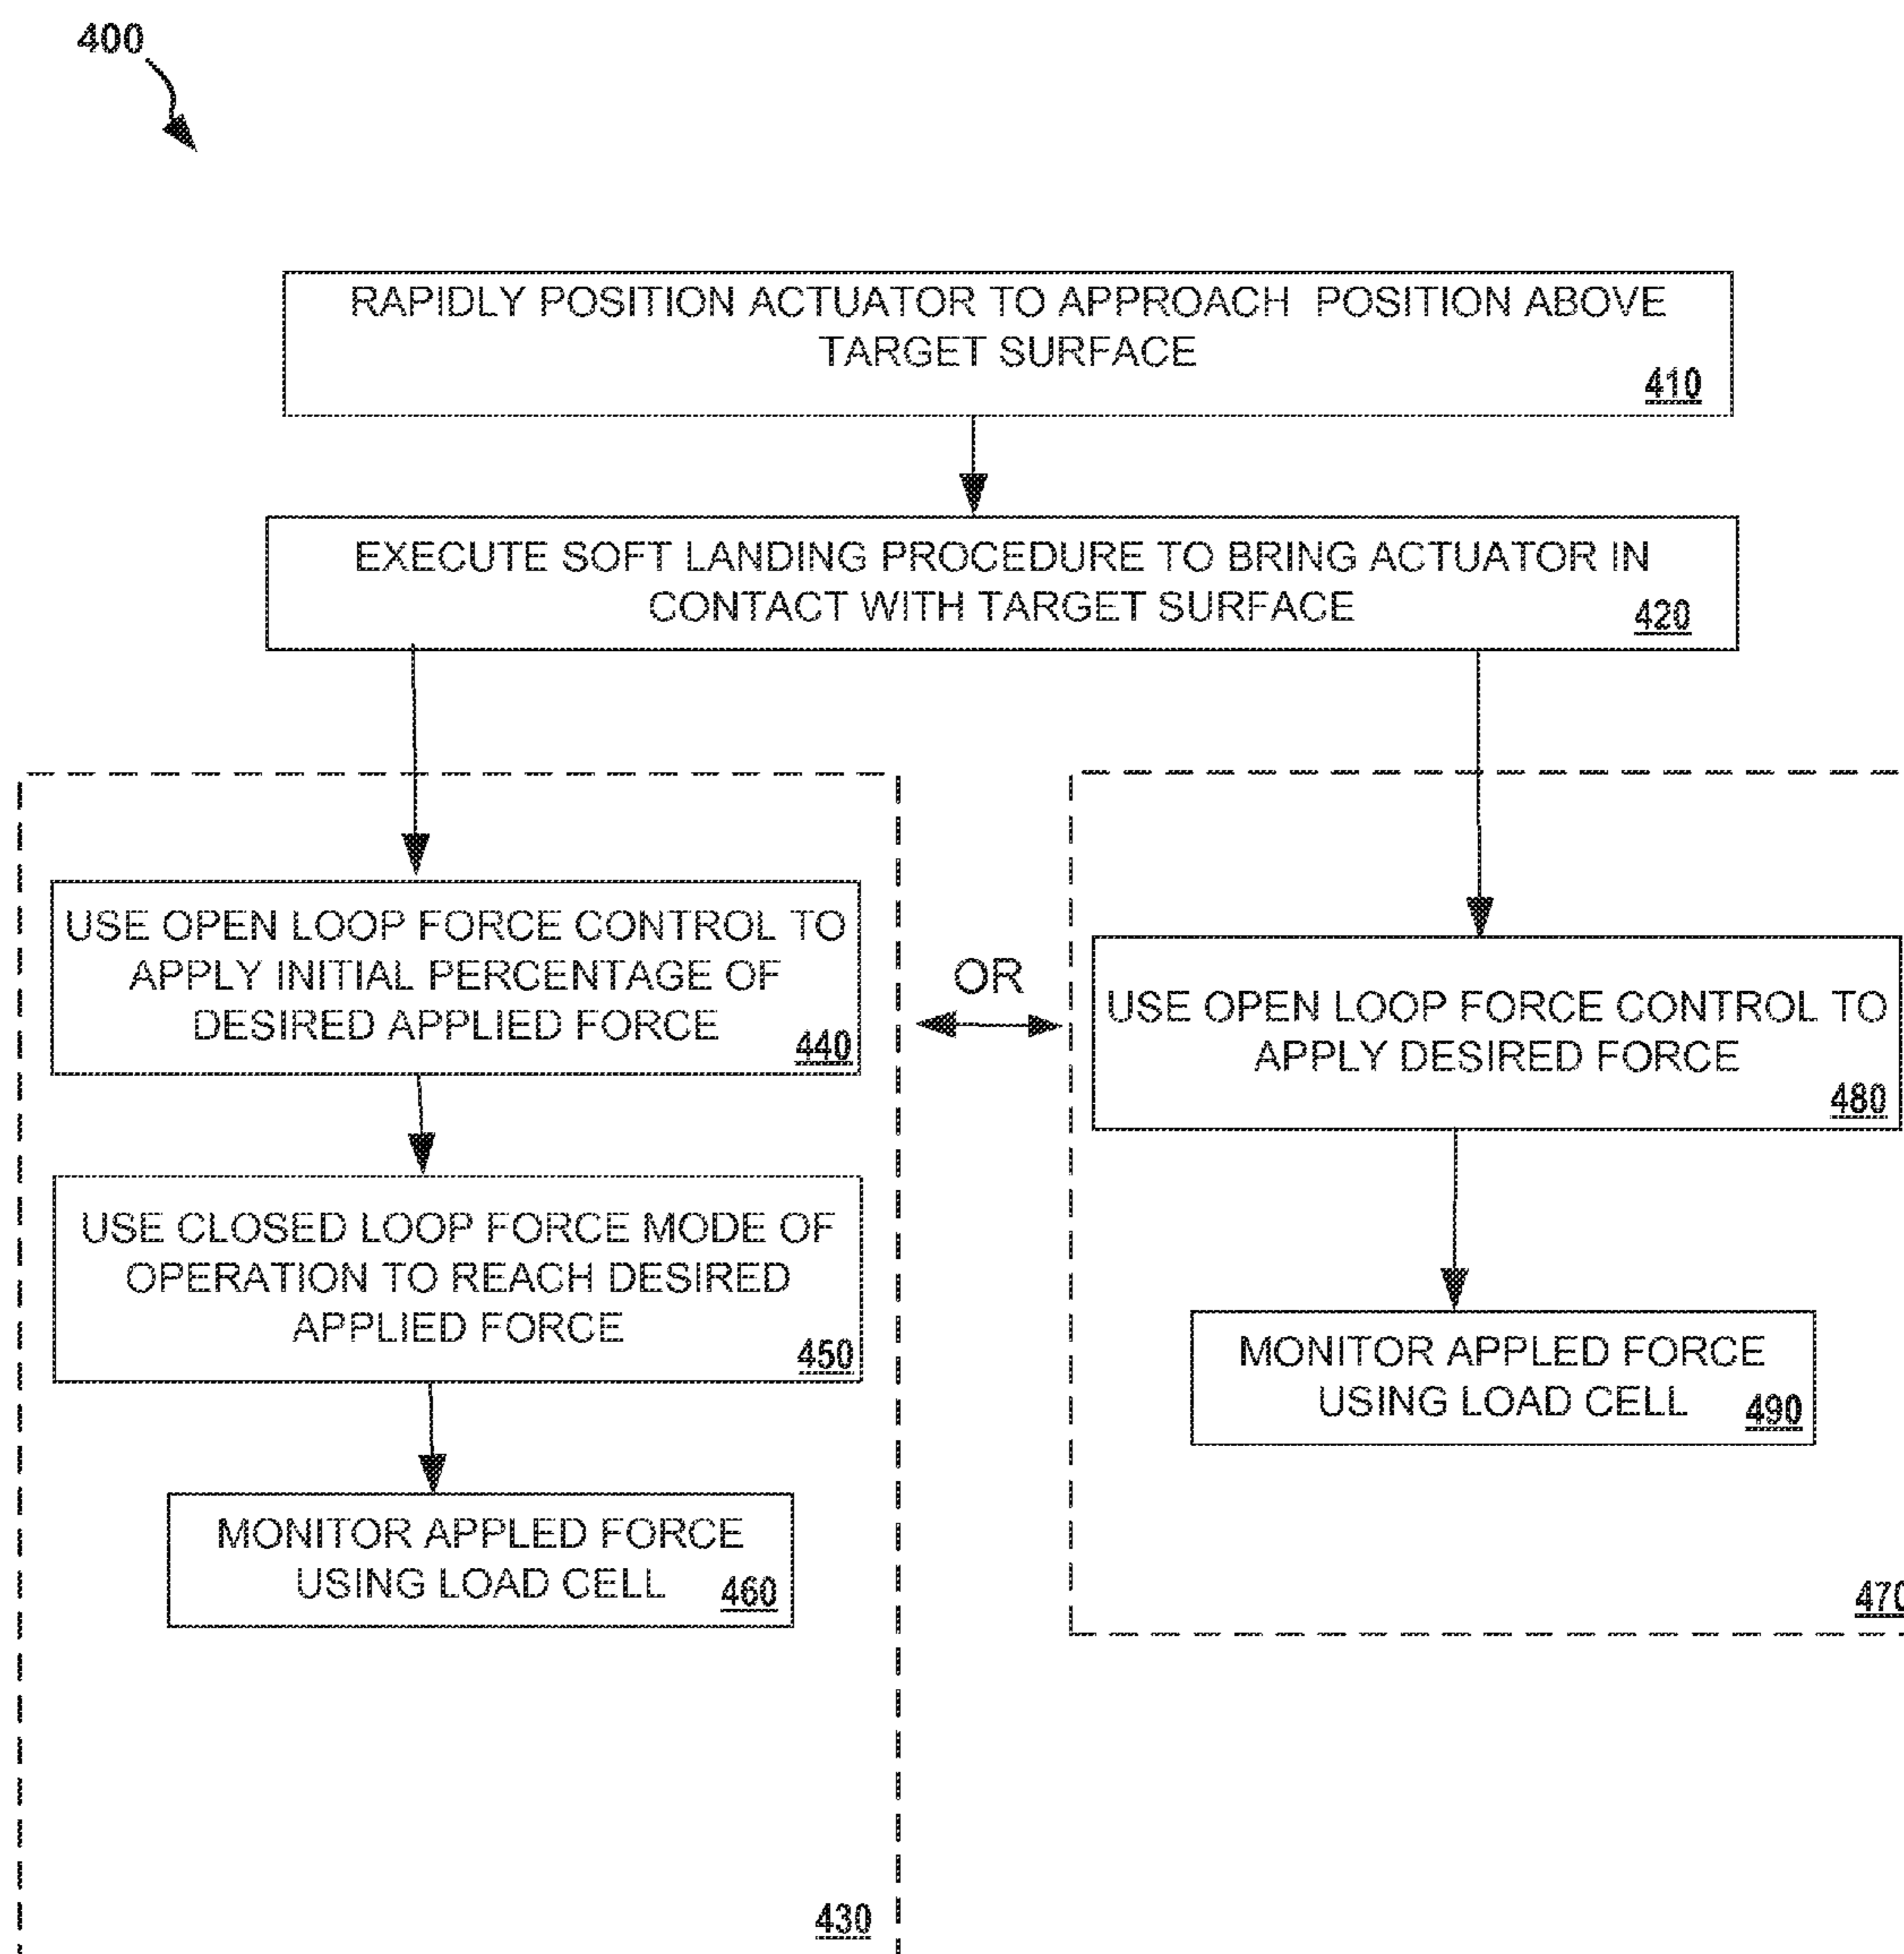 400
RAPIDLY POSITION ACTUATOR TO APPROACH POSITION ABOVE
TARGET SURFACE
410
EXECUTE SOFT LANDING PROCEDURE TO BRING ACTUATOR IN
CONTACT WITH TARGET SURFACE
420
USE OPEN LOOP FORCE CONTROL TO
APPLY INITIAL PERCENTAGE OF
DESIRED APPLIED FORCE
440
USE CLOSED LOOP FORCE MODE OF
OPERATION TO REACH DESIRED
APPLIED FORCE
450
MONITOR APPLED FORCE
USING LOAD CELL
460
430
OR
USE OPEN LOOP FORCE CONTROL TO
APPLY DESIRED FORCE
480
MONITOR APPLED FORCE
USING LOAD CELL
490
470